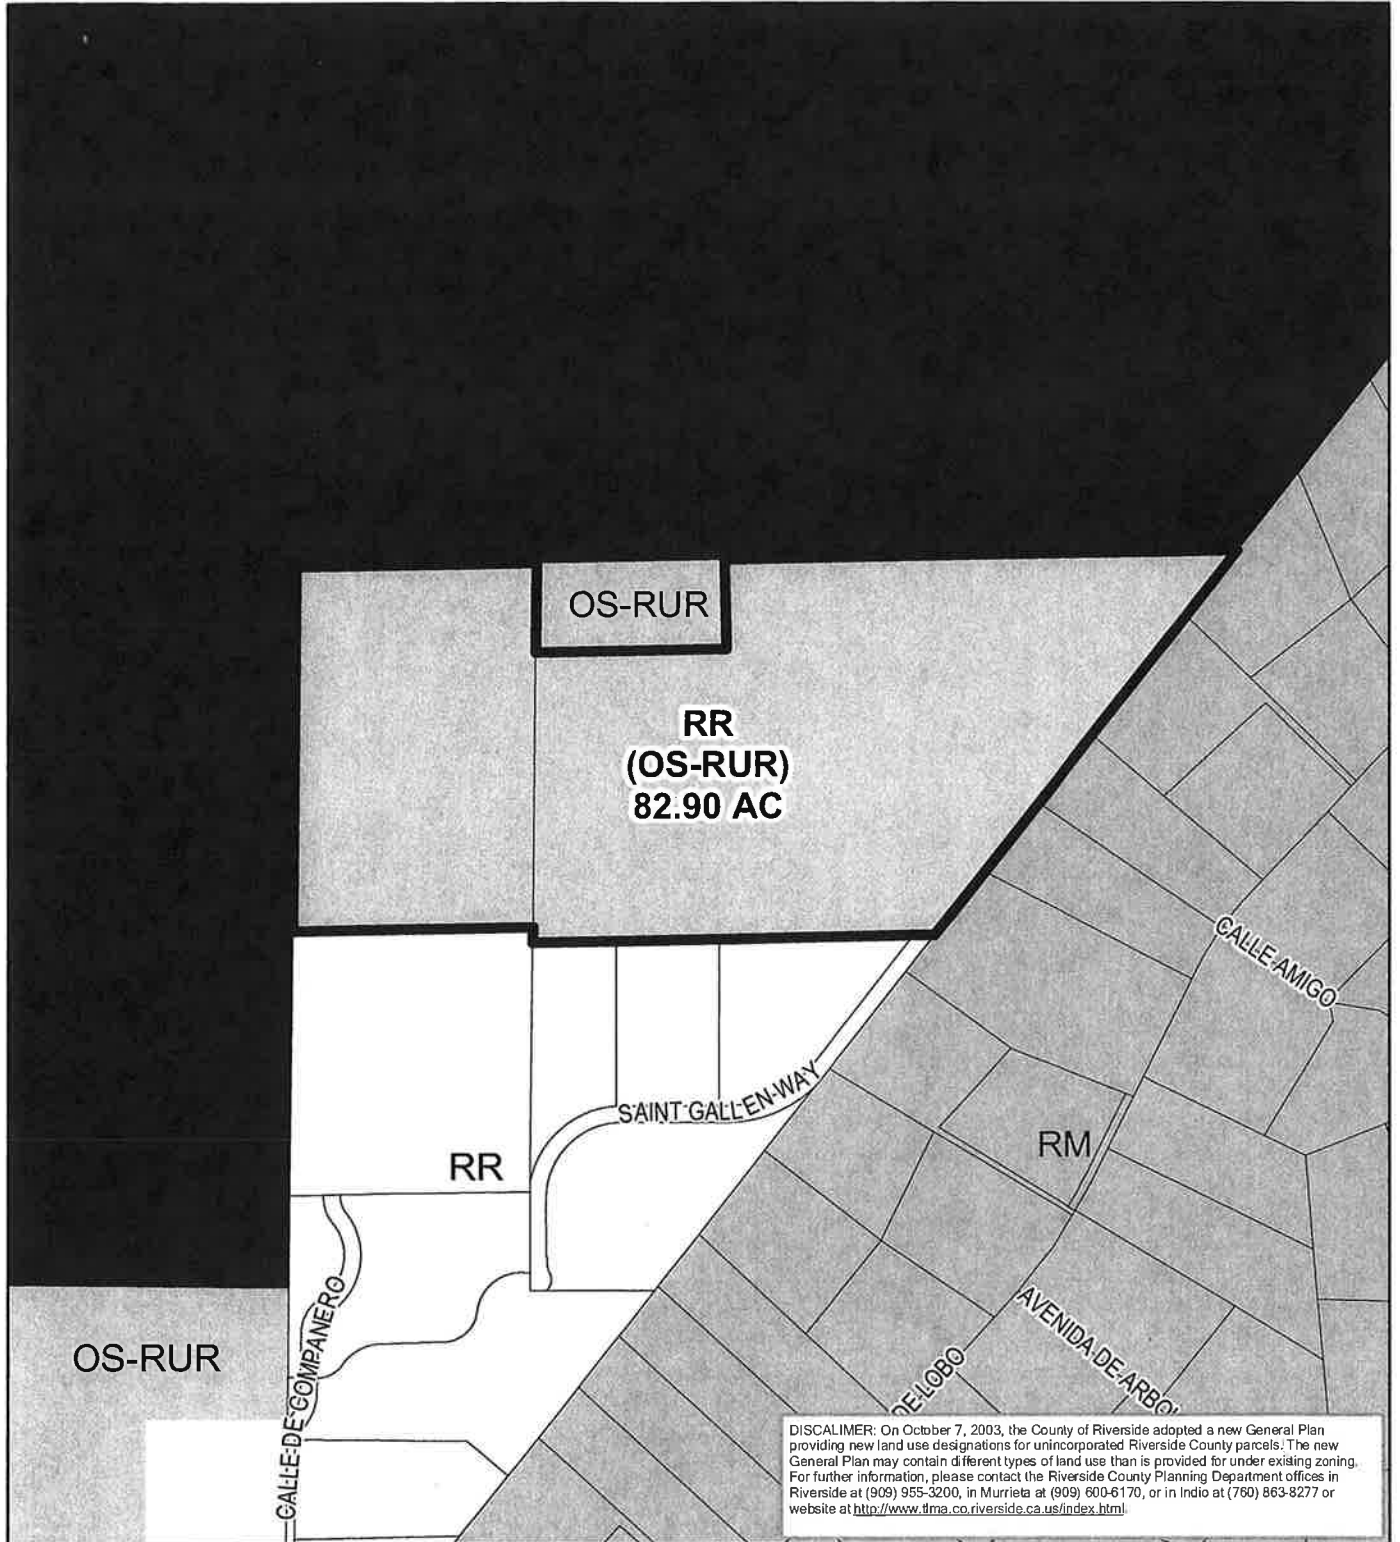 OS-RUR
RR
(OS-RUR)
82.90 AC
CALLE AMIGO
SAINT GALLEN WAY
RM
RR
CALLE DE COMPANERO
OS-RUR
DE LOBO
AVENIDA DE ARBOL
DISCALIMER: On October 7, 2003, the County of Riverside adopted a new General Plan
providing new land use designations for unincorporated Riverside County parcels. The new
General Plan may contain different types of land use than is provided for under existing zoning.
For further information, please contact the Riverside County Planning Department offices in
Riverside at (909) 955-3200, in Murrieta at (909) 600-6170, or in Indio at (760) 863-8277 or
website at http://www.tlma.co.riverside.ca.us/index.html.